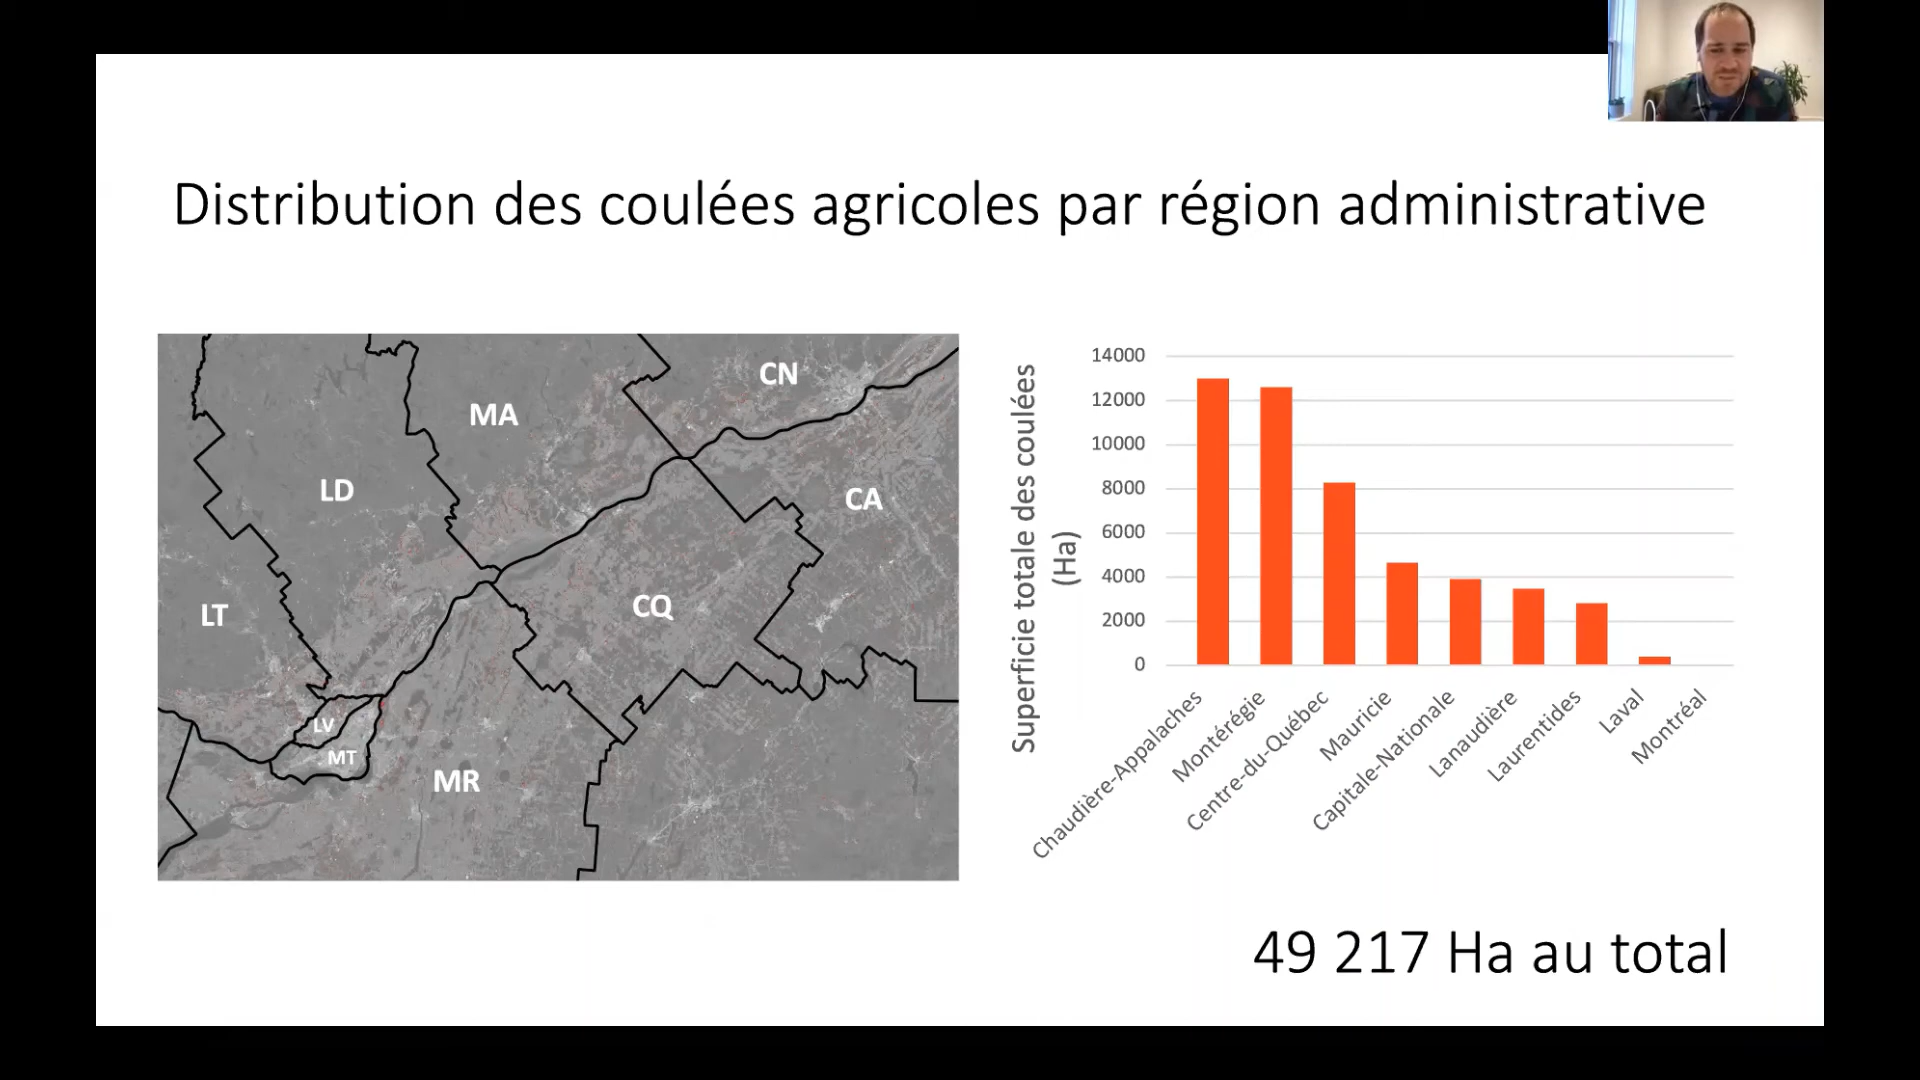 Distribution des coulées agricoles par région administrative
CN
MA
LD
CA
LT
CQ
LV
MT
MR
Superficie totale des coulées
(Ha)
14000
12000
10000
8000
6000
4000
2000
0
Chaudière-Appalaches
Montérégie
Centre-du-Québec
Mauricie
Capitale-Nationale
Lanaudière
Laurentides
Laval
Montréal
49 217 Ha au total